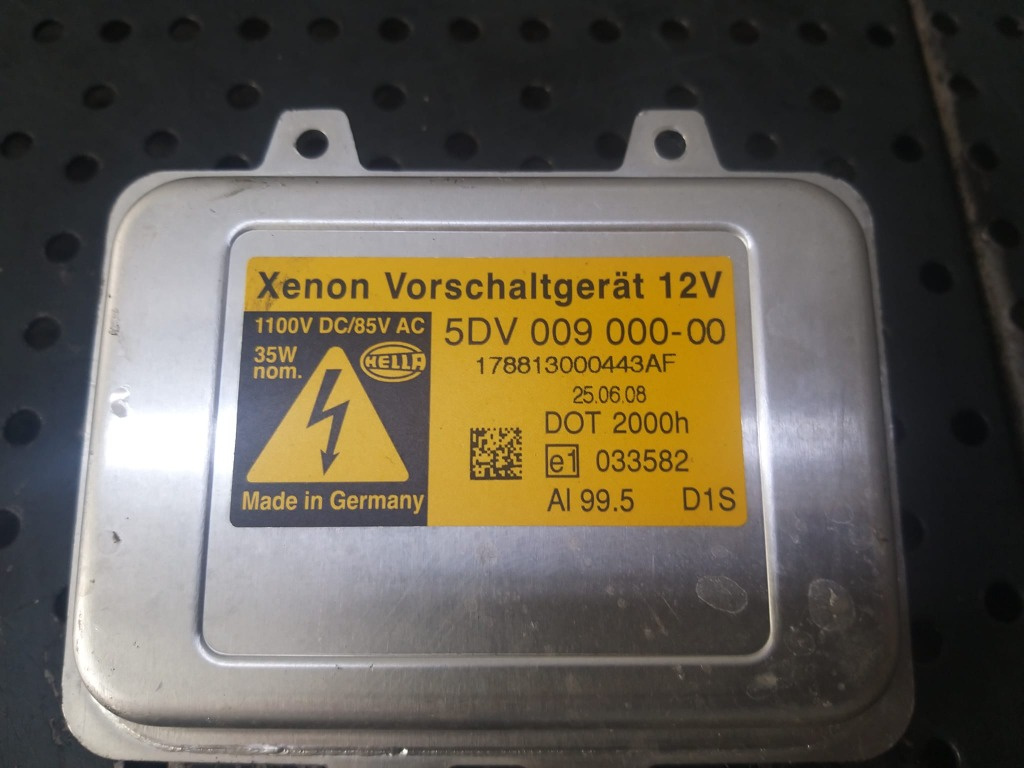 Xenon Vorschaltgerät 12V
1100V DC/85V AC
35W
nom.
HELLA
Made in Germany
5DV 009 000-00
178813000443AF
25.06.08
DOT 2000h
e1 033582
Al 99.5 D1S